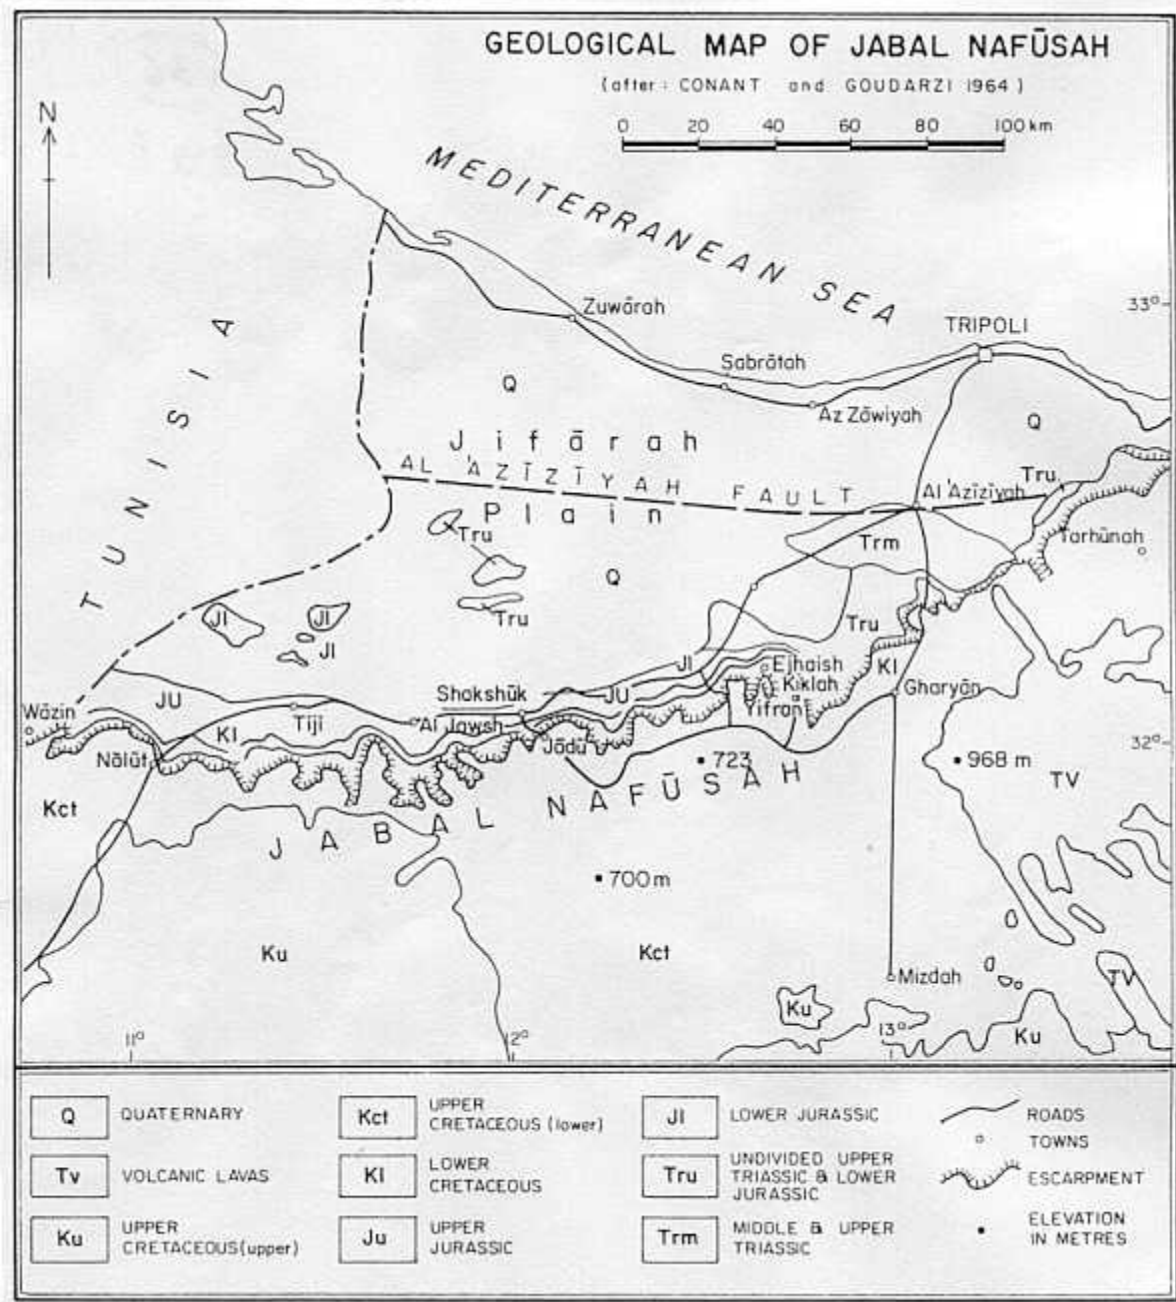 GEOLOGICAL MAP OF JABAL NAFŪSAH
(after : CONANT and GOUDARZI 1964)
N
0 20 40 60 80 100 km
MEDITERRANEAN SEA
33°
Zuwārah
TRIPOLI
TUNISIA
Sabrātah
Q
Az Zāwiyah
Q
Jifārah
AL 'AZĪZĪYAH FAULT
Tru
Al 'Azīzīyah
Plain
Tru
Trm
Tarhūnah
Q
Tru
Jl
Jl
Jl
Tru
Jl
Ejhaish
Kl
JU
Shakshūk
JU
Kiklah
Gharyān
Wāzin
Kl
Tiji
Al Jawsh
Yifran
32°
Nālūt
Jādū
723
968 m
TV
Kct
JABAL NAFŪSAH
700 m
Ku
Kct
Mizdah
TV
Ku
Ku
11°
12°
13°
Q QUATERNARY
Tv VOLCANIC LAVAS
Ku UPPER
CRETACEOUS (upper)
Kct UPPER
CRETACEOUS (lower)
Kl LOWER
CRETACEOUS
Ju UPPER
JURASSIC
Jl LOWER JURASSIC
Tru UNDIVIDED UPPER
TRIASSIC & LOWER
JURASSIC
Trm MIDDLE & UPPER
TRIASSIC
ROADS
TOWNS
ESCARPMENT
ELEVATION
IN METRES